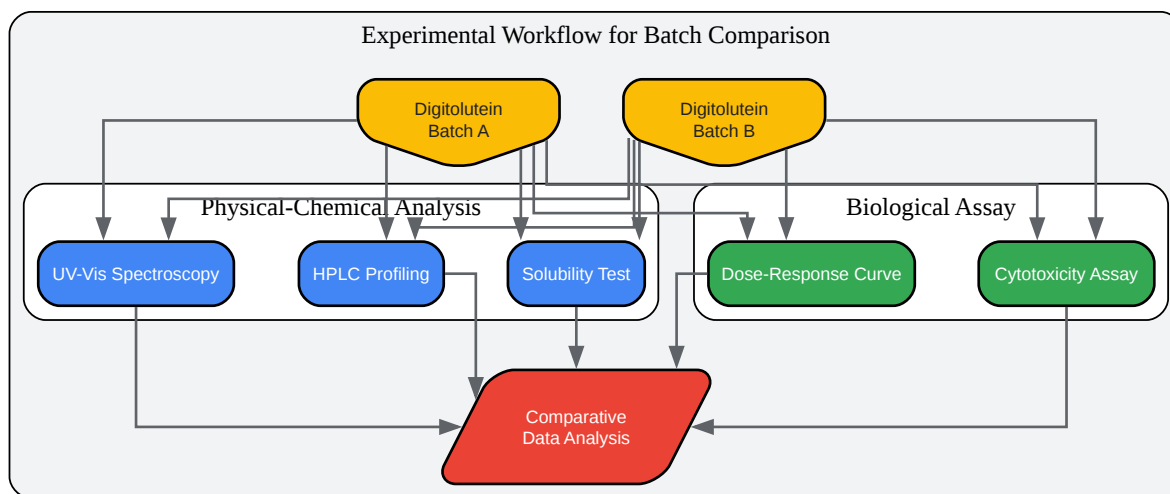 Experimental Workflow for Batch Comparison
Digitolutein
Batch A
Digitolutein
Batch B
Physical-Chemical Analysis
Biological Assay
UV-Vis Spectroscopy
HPLC Profiling
Solubility Test
Dose-Response Curve
Cytotoxicity Assay
Comparative
Data Analysis